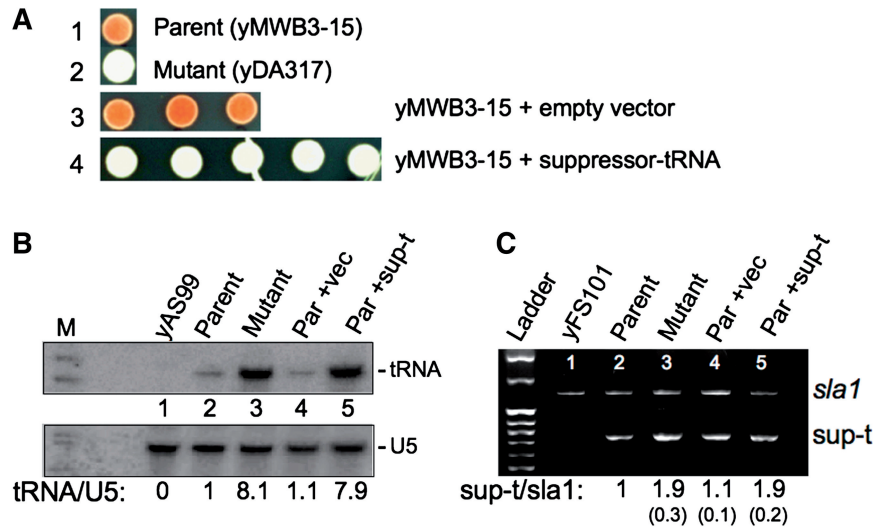 A
1 Parent (yMWB3-15)
2 Mutant (yDA317)
3 yMWB3-15 + empty vector
4 yMWB3-15 + suppressor-tRNA
B
M yAS99 Parent Mutant Par +vec Par +sup-t
- tRNA
1 2 3 4 5
- U5
tRNA/U5: 0 1 8.1 1.1 7.9
C
Ladder yFS101 Parent Mutant Par +vec Par +sup-t
1 2 3 4 5
sla1
sup-t
sup-t/sla1: 1 1.9 1.1 1.9
(0.3) (0.1) (0.2)